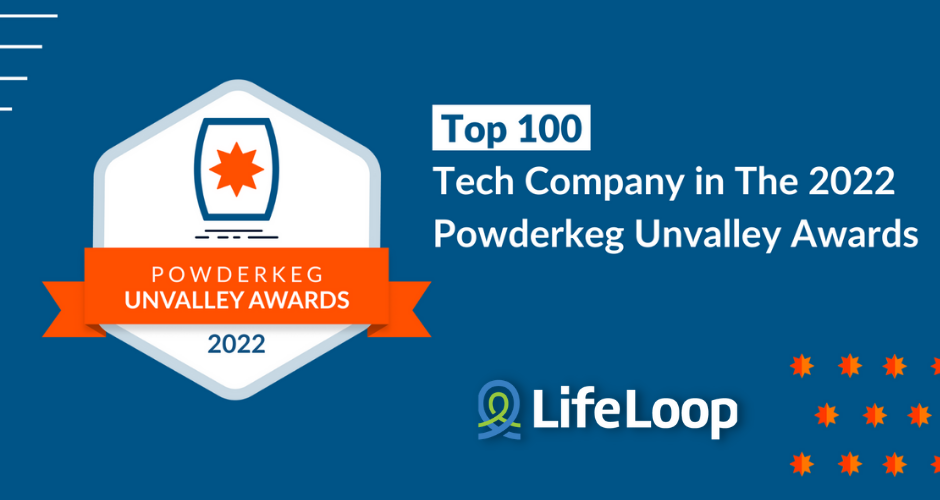 Top 100
Tech Company in The 2022
Powderkeg Unvalley Awards
POWDERKEG
UNVALLEY AWARDS
2022
LifeLoop